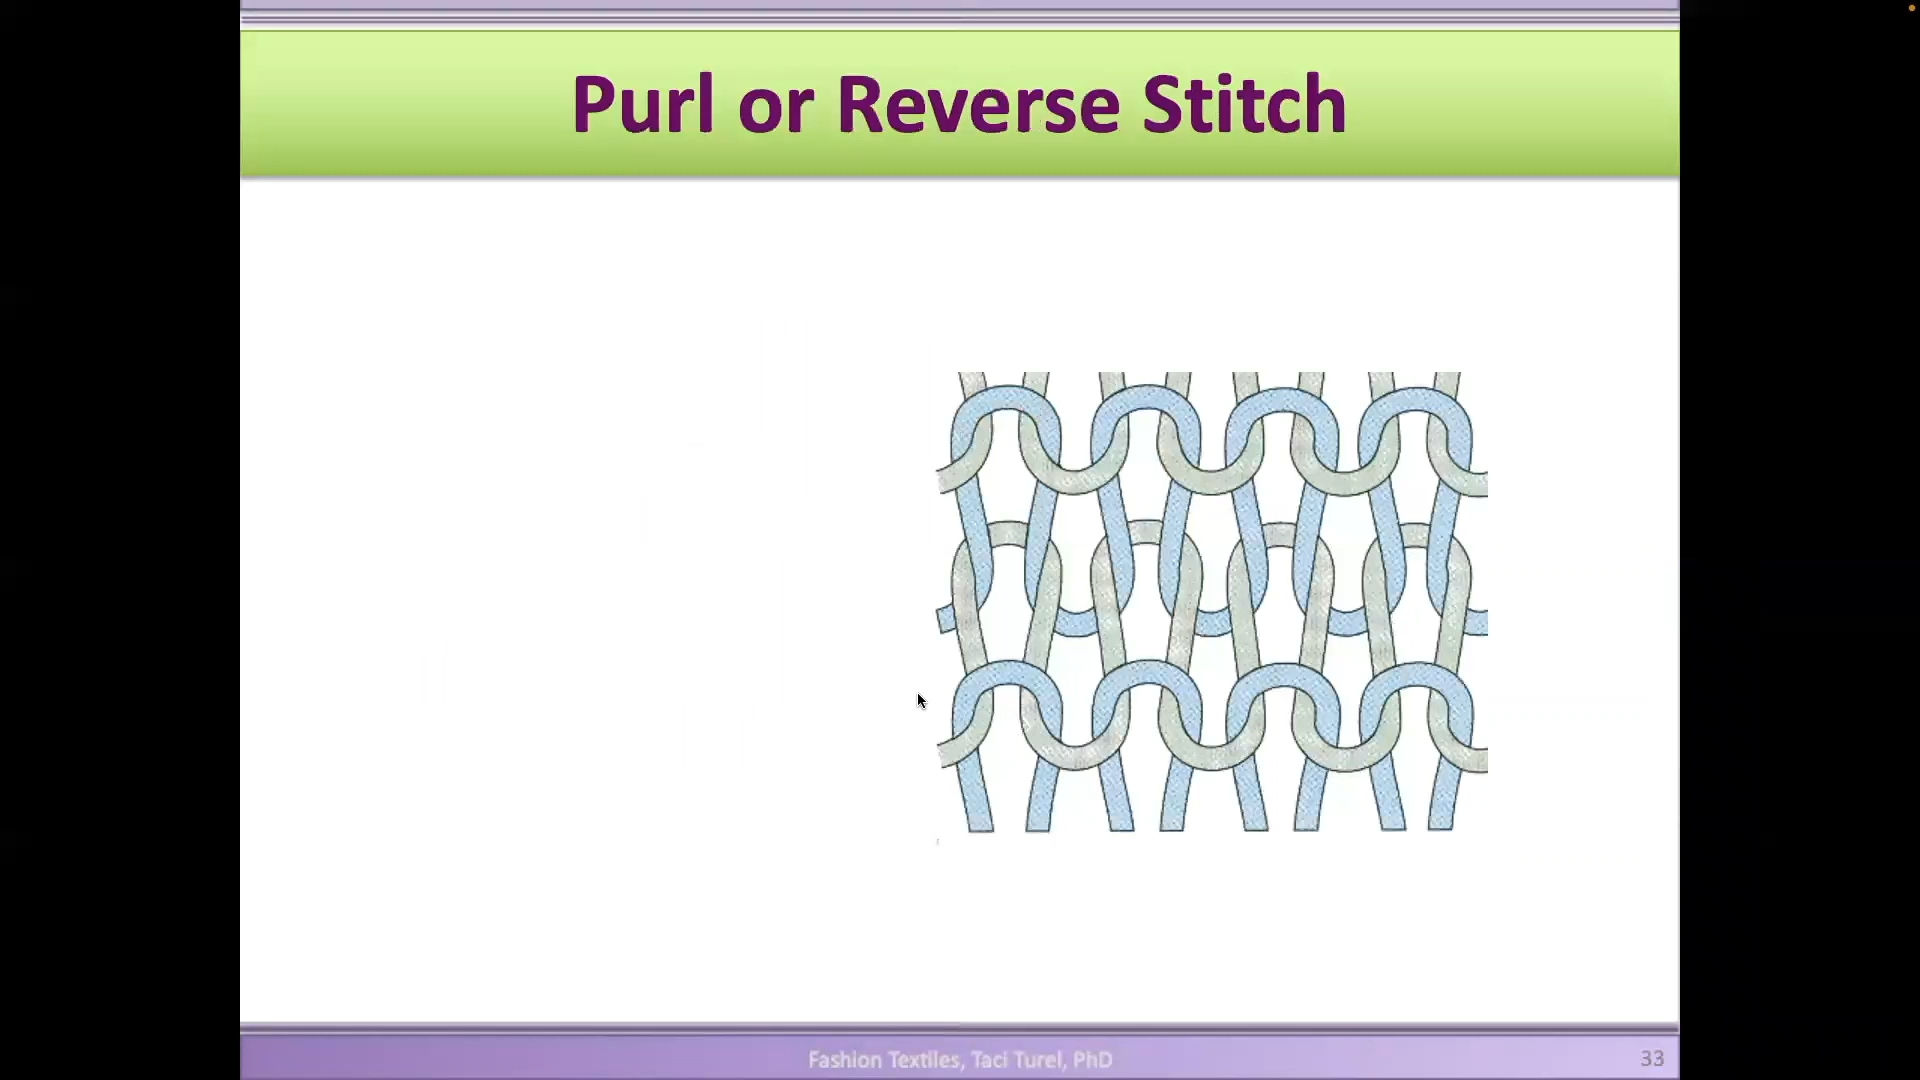 Purl or Reverse Stitch
Fashion Textiles, Taci Turel, PhD
33